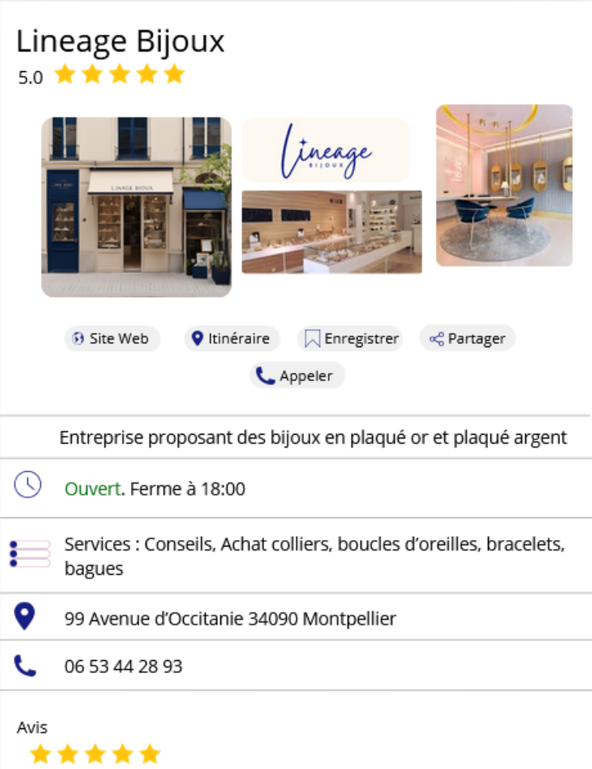 Lineage Bijoux
5.0
LINAGE BIJOUX
Lineage
BIJOUX
Site Web
Itinéraire
Enregistrer
Partager
Appeler
Entreprise proposant des bijoux en plaqué or et plaqué argent
Ouvert. Ferme à 18:00
Services : Conseils, Achat colliers, boucles d’oreilles, bracelets,
bagues
99 Avenue d’Occitanie 34090 Montpellier
06 53 44 28 93
Avis